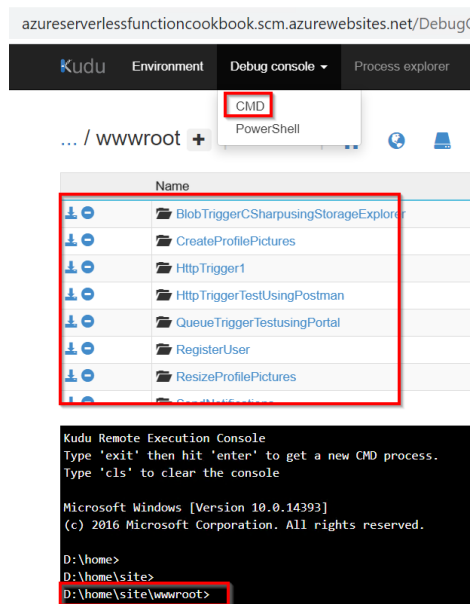 azureserverlessfunctioncookbook.scm.azurewebsites.net/Debug
Kudu Environment Debug console Process explorer
CMD
PowerShell
... / wwwroot +
Name
BlobTriggerCSharpusingStorageExplorer
CreateProfilePictures
HttpTrigger1
HttpTriggerTestUsingPostman
QueueTriggerTestusingPortal
RegisterUser
ResizeProfilePictures
SendNotifications
Kudu Remote Execution Console
Type 'exit' then hit 'enter' to get a new CMD process.
Type 'cls' to clear the console
Microsoft Windows [Version 10.0.14393]
(c) 2016 Microsoft Corporation. All rights reserved.
D:\home>
D:\home\site>
D:\home\site\wwwroot>